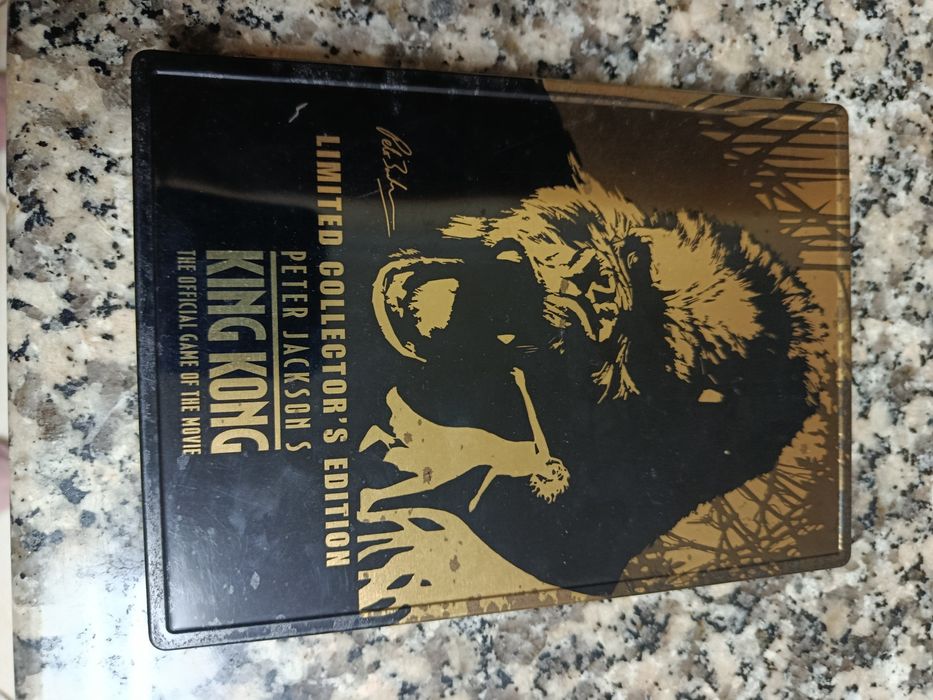 LIMITED COLLECTOR'S EDITION
PETER JACKSON'S
KING KONG
THE OFFICIAL GAME OF THE MOVIE